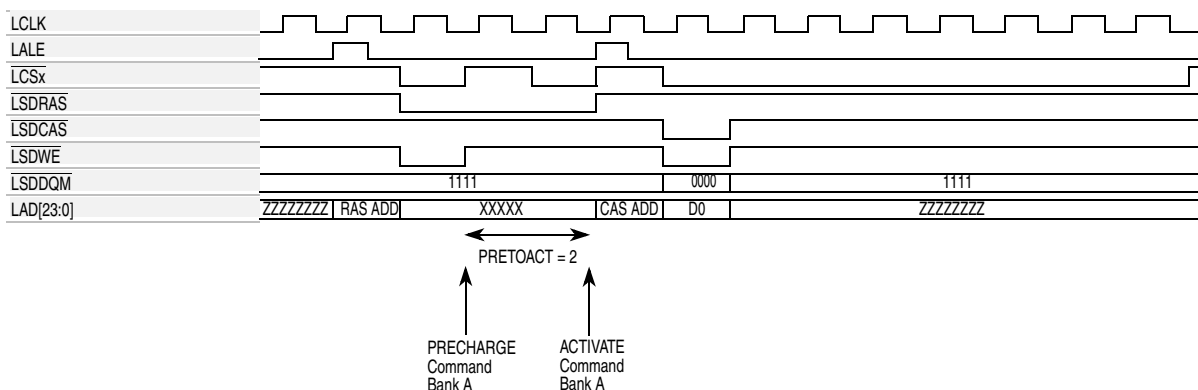 LCLK
LALE
LCSx
LSDRAS
LSDCAS
LSDWE
LSDDQM 1111 0000 1111
LAD[23:0] ZZZZZZZZ RAS ADD XXXXX CAS ADD D0 ZZZZZZZZ
PRETOACT = 2
PRECHARGE
Command
Bank A
ACTIVATE
Command
Bank A